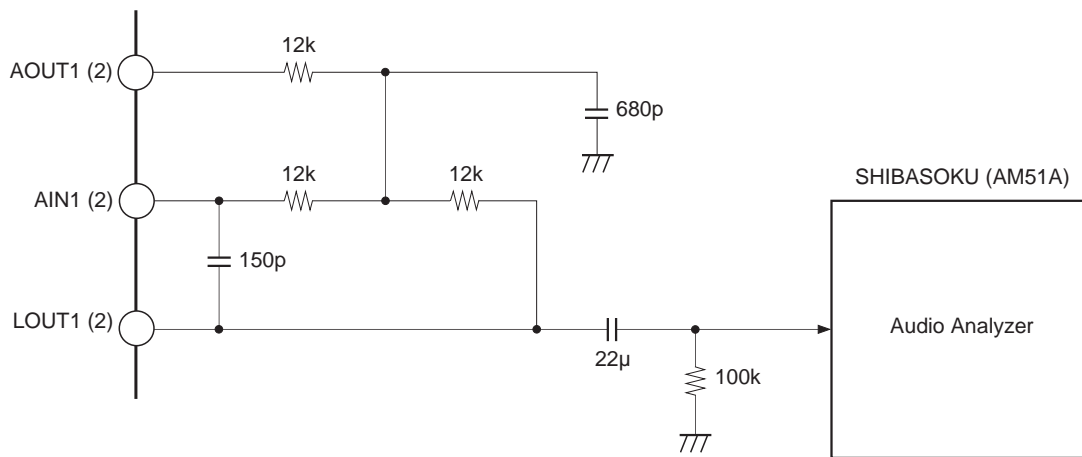 12k
AOUT1 (2)
680p
12k
12k
SHIBASOKU (AM51A)
AIN1 (2)
150p
LOUT1 (2)
Audio Analyzer
22µ
100k